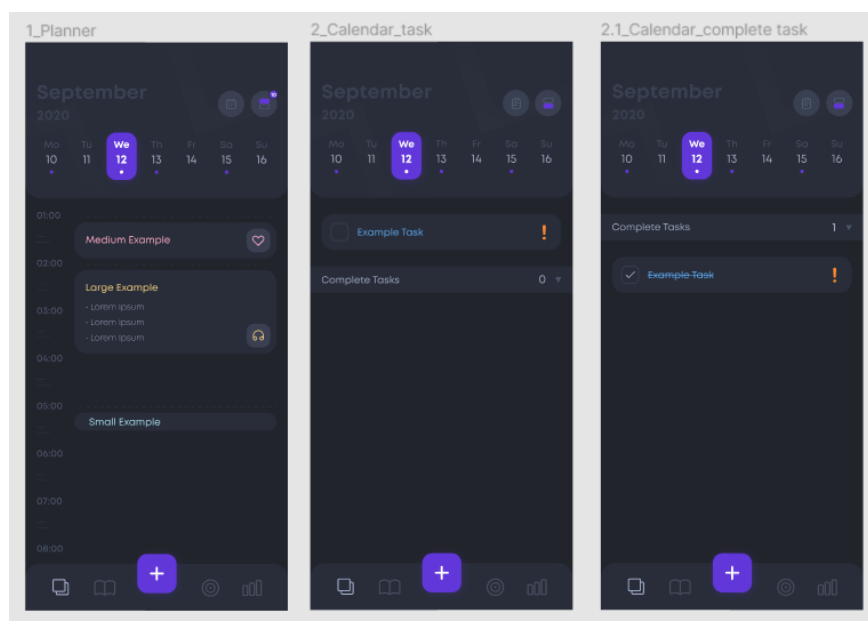 1_Planner
September
2020
Mo Tu We Th Fr Sa Su
10 11 12 13 14 15 16
01:00
Medium Example
02:00
Large Example
- Lorem Ipsum
03:00
- Lorem Ipsum
- Lorem Ipsum
04:00
05:00
Small Example
06:00
07:00
08:00
+
2_Calendar_task
September
2020
Mo Tu We Th Fr Sa Su
10 11 12 13 14 15 16
Example Task
Complete Tasks 0
+
2.1_Calendar_complete task
September
2020
Mo Tu We Th Fr Sa Su
10 11 12 13 14 15 16
Complete Tasks 1
Example Task
+